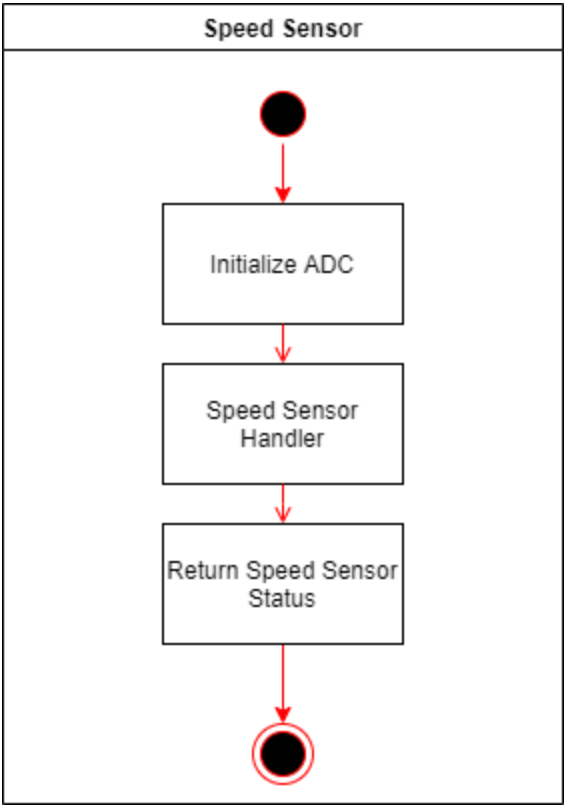 Speed Sensor
Initialize ADC
Speed Sensor
Handler
Return Speed Sensor
Status